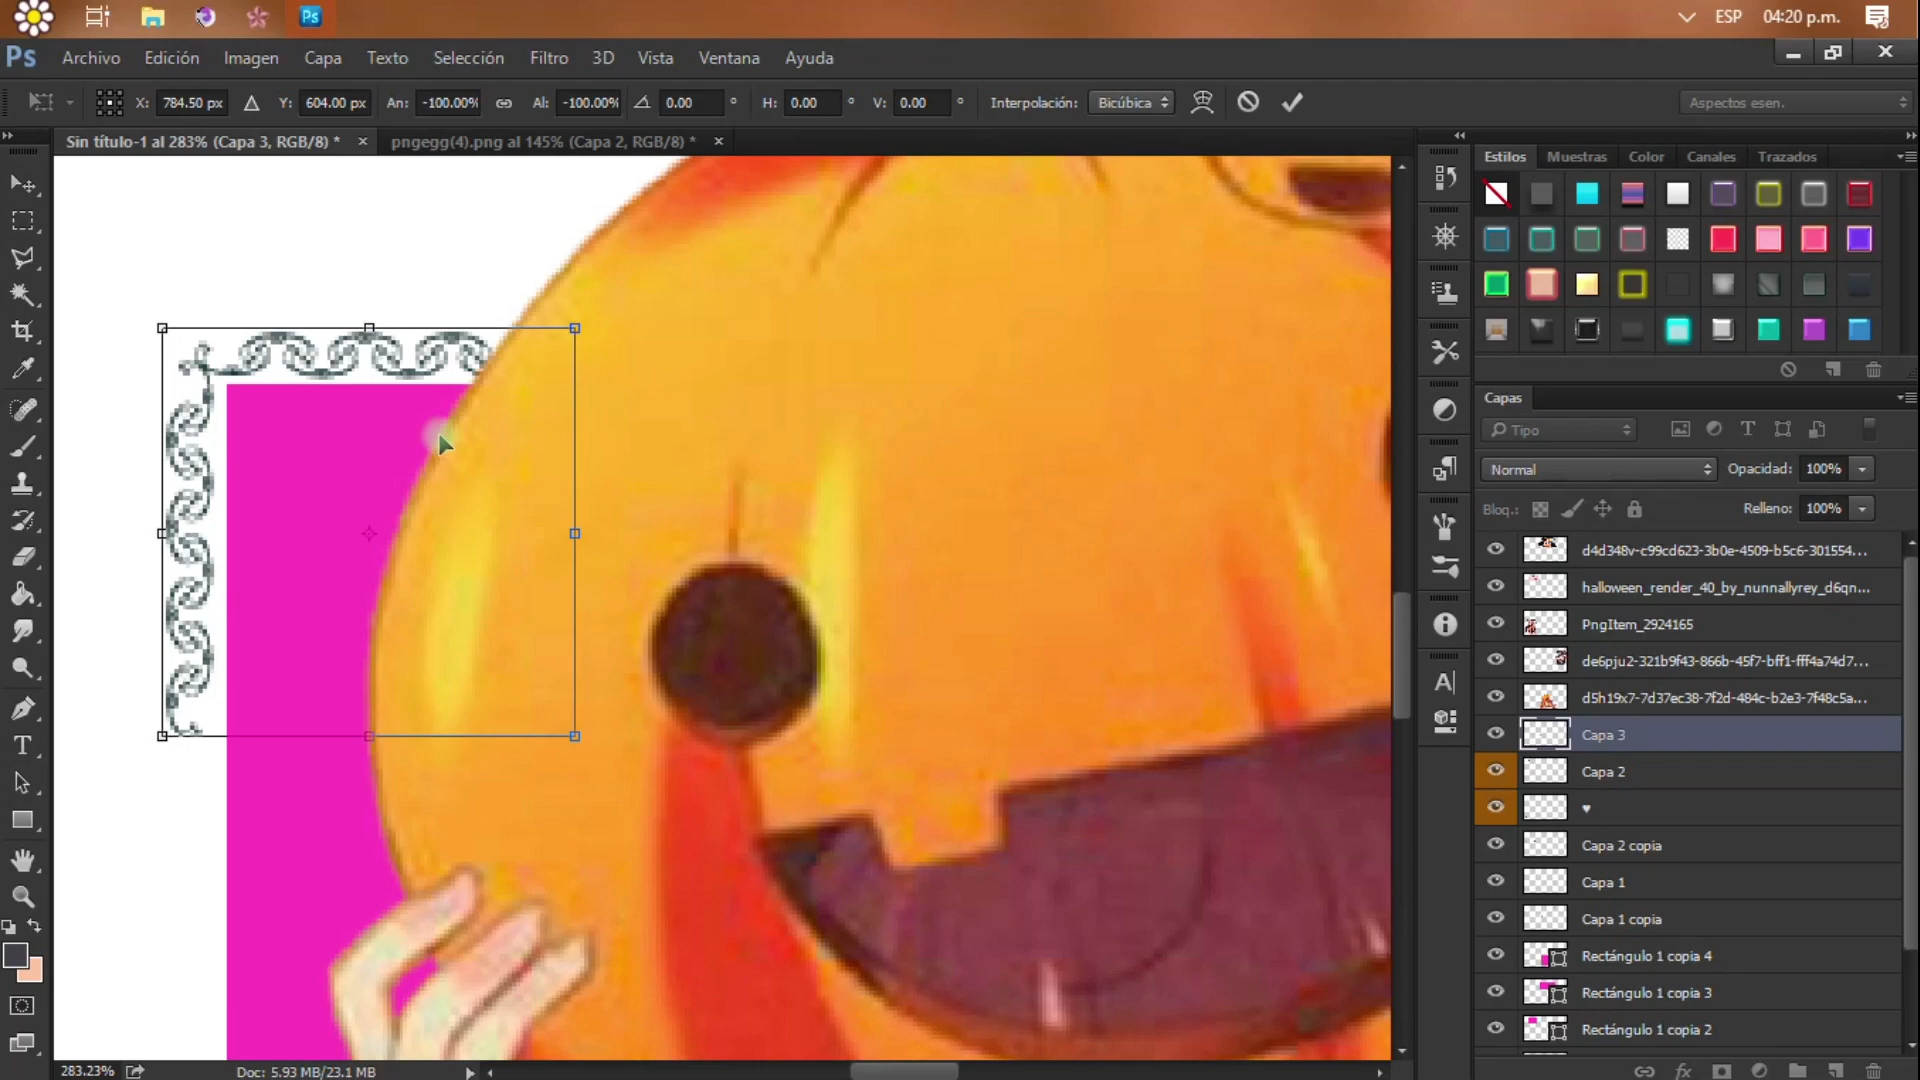 Ps
ESP 04:20 p.m.
Ps Archivo Edición Imagen Capa Texto Selección Filtro 3D Vista Ventana Ayuda
X: 784.50 px Y: 604.00 px An: -100.00% Al: -100.00% 0.00 ° H: 0.00 ° V: 0.00 ° Interpolación: Bicúbica Aspectos esen.
Sin título-1 al 283% (Capa 3, RGB/8) * × pngegg(4).png al 145% (Capa 2, RGB/8) * ×
Estilos Muestras Color Canales Trazados
Capas
Tipo
Normal Opacidad: 100%
Bloq.: Relleno: 100%
d4d348v-c99cd623-3b0e-4509-b5c6-301554...
halloween_render_40_by_nunnallyrey_d6qn...
PngItem_2924165
de6pju2-321b9f43-866b-45f7-bff1-fff4a74d7...
d5h19x7-7d37ec38-7f2d-484c-b2e3-7f48c5a...
Capa 3
Capa 2
♥
Capa 2 copia
Capa 1
Capa 1 copia
Rectángulo 1 copia 4
Rectángulo 1 copia 3
Rectángulo 1 copia 2
283.23% Doc: 5.93 MB/23.1 MB